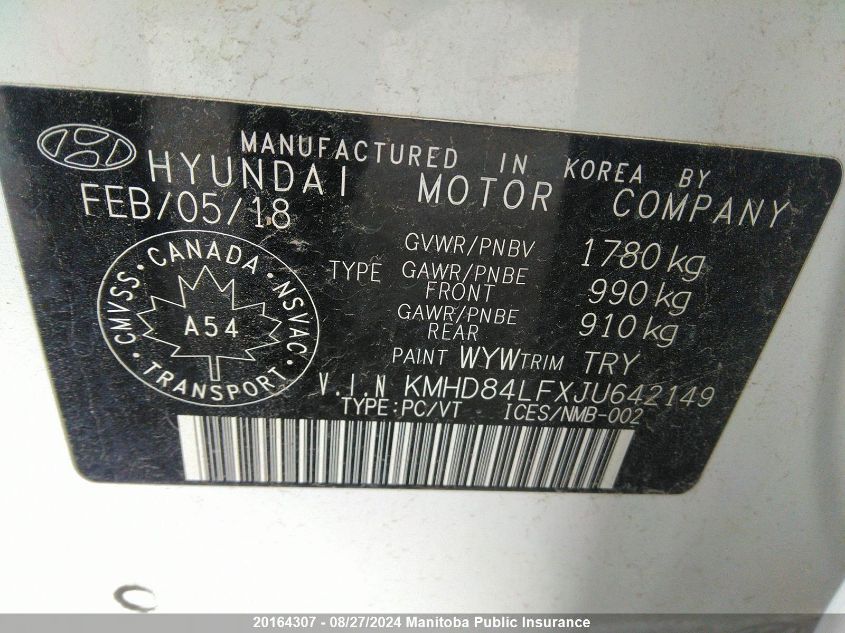 MANUFACTURED IN KOREA BY
HYUNDAI MOTOR COMPANY
FEB/05/18
GVWR/PNBV 1780 kg
TYPE GAWR/PNBE FRONT 990 kg
GAWR/PNBE REAR 910 kg
PAINT WYW TRIM TRY
V.I.N KMHD84LFXJU642149
TYPE:PC/VT ICES/NMB-002
CMVSS · CANADA · NSVAC · TRANSPORT ·
A54
20164307 - 08/27/2024 Manitoba Public Insurance